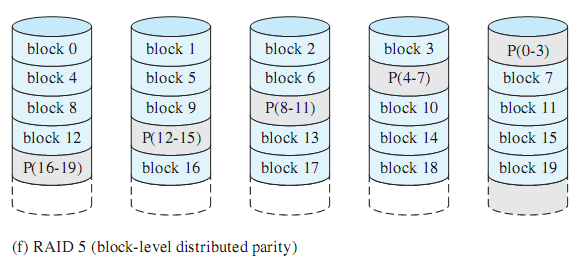 block 0 block 1 block 2 block 3 P(0-3)
block 4 block 5 block 6 P(4-7) block 7
block 8 block 9 P(8-11) block 10 block 11
block 12 P(12-15) block 13 block 14 block 15
P(16-19) block 16 block 17 block 18 block 19
(f) RAID 5 (block-level distributed parity)